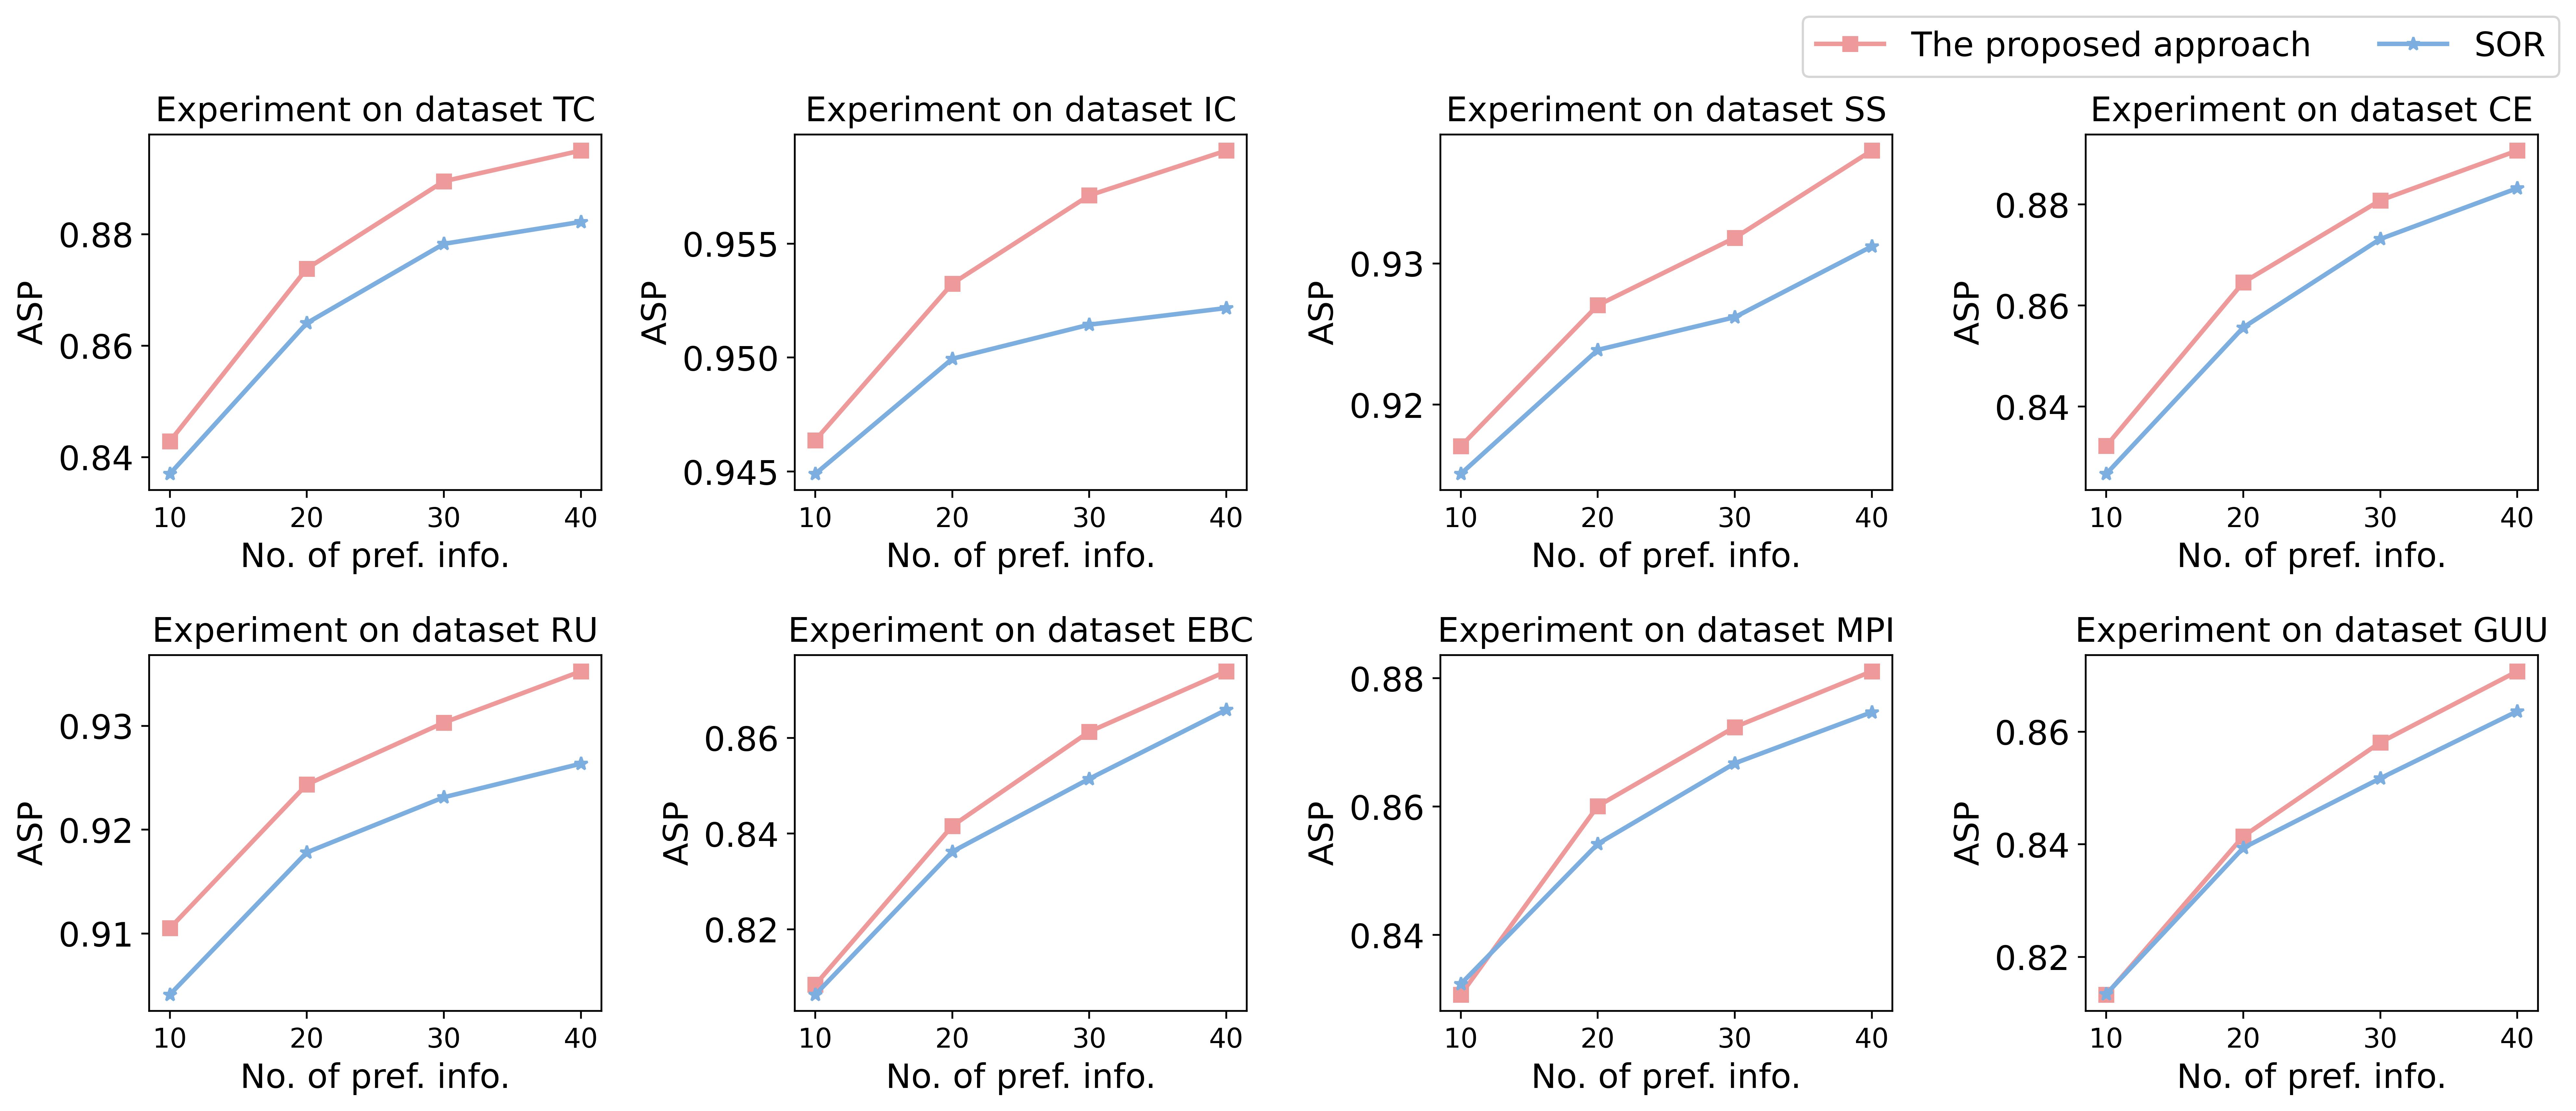 The proposed approach SOR
Experiment on dataset TC
ASP
0.88
0.86
0.84
10 20 30 40
No. of pref. info.
Experiment on dataset IC
ASP
0.955
0.950
0.945
10 20 30 40
No. of pref. info.
Experiment on dataset SS
ASP
0.93
0.92
10 20 30 40
No. of pref. info.
Experiment on dataset CE
ASP
0.88
0.86
0.84
10 20 30 40
No. of pref. info.
Experiment on dataset RU
ASP
0.93
0.92
0.91
10 20 30 40
No. of pref. info.
Experiment on dataset EBC
ASP
0.86
0.84
0.82
10 20 30 40
No. of pref. info.
Experiment on dataset MPI
ASP
0.88
0.86
0.84
10 20 30 40
No. of pref. info.
Experiment on dataset GUU
ASP
0.86
0.84
0.82
10 20 30 40
No. of pref. info.